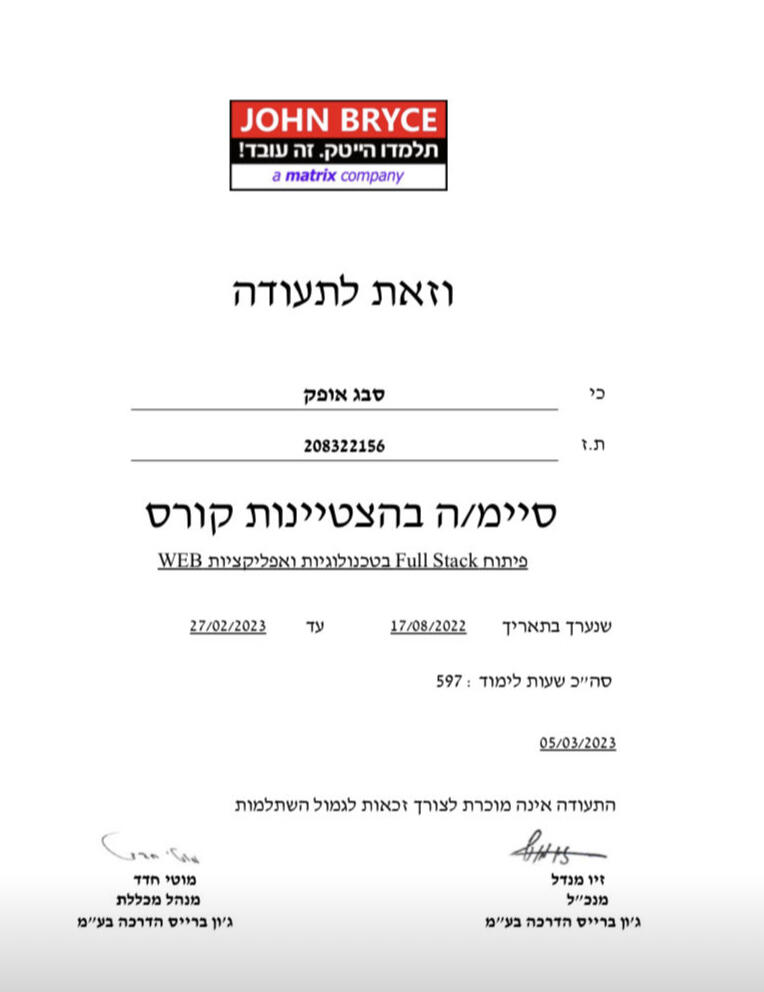 JOHN BRYCE
תלמדו הייטק. זה עובד!
a matrix company
וזאת לתעודה
כי סבג אופק
ת.ז 208322156
סיימ/ה בהצטיינות קורס
פיתוח Full Stack בטכנולוגיות ואפליקציות WEB
שנערך בתאריך 17/08/2022 עד 27/02/2023
סה"כ שעות לימוד : 597
05/03/2023
התעודה אינה מוכרת לצורך זכאות לגמול השתלמות
זיו מנדל
מנכ"ל
ג'ון ברייס הדרכה בע"מ
מוטי חדד
מנהל מכללת
ג'ון ברייס הדרכה בע"מ